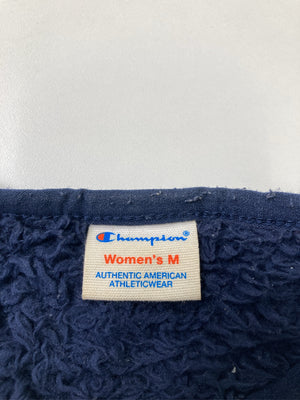 Champion®
Women's M
AUTHENTIC AMERICAN
ATHLETICWEAR